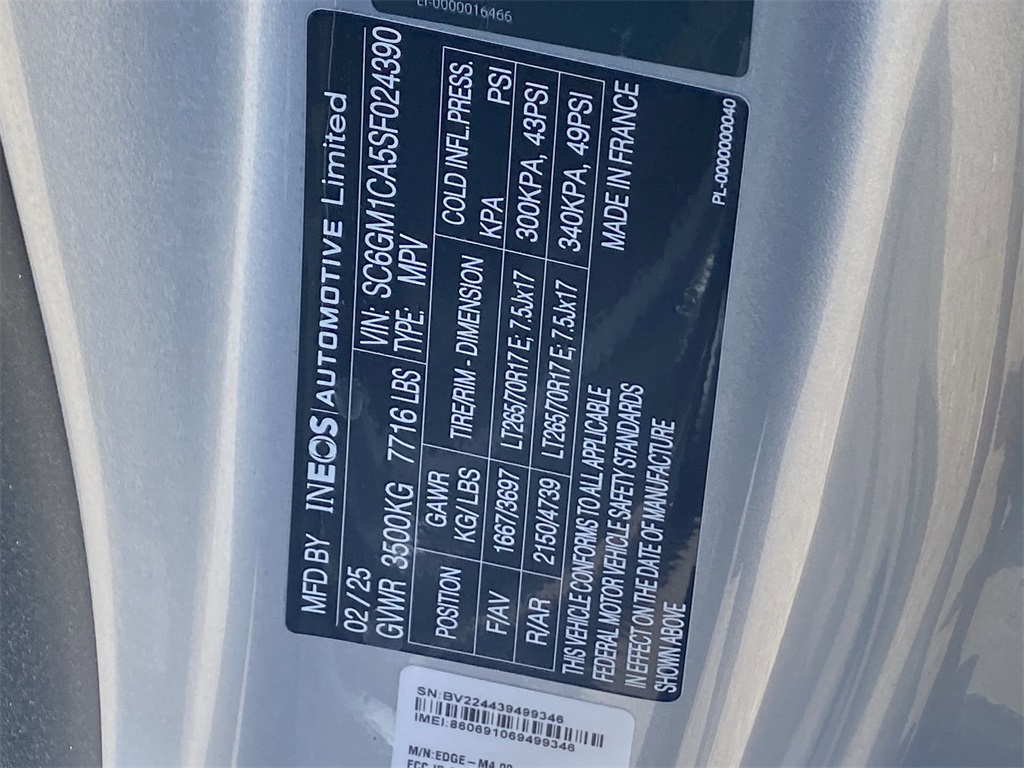 LI-0000016466
MFD BY INEOS|AUTOMOTIVE Limited
02 / 25 VIN: SC6GM1CA5SF024390
GVWR 3500KG 7716 LBS TYPE: MPV
POSITION GAWR KG/LBS TIRE/RIM - DIMENSION COLD INFL.PRESS. KPA PSI
F/AV 1667/3697 LT265/70R17 E; 7.5Jx17 300KPA, 43PSI
R/AR 2150/4739 LT265/70R17 E; 7.5Jx17 340KPA, 49PSI
THIS VEHICLE CONFORMS TO ALL APPLICABLE MADE IN FRANCE
FEDERAL MOTOR VEHICLE SAFETY STANDARDS
IN EFFECT ON THE DATE OF MANUFACTURE
SHOWN ABOVE
PL-0000000040
SN:BV224439499346
IMEI:860691069499346
M/N:EDGE-M4.00